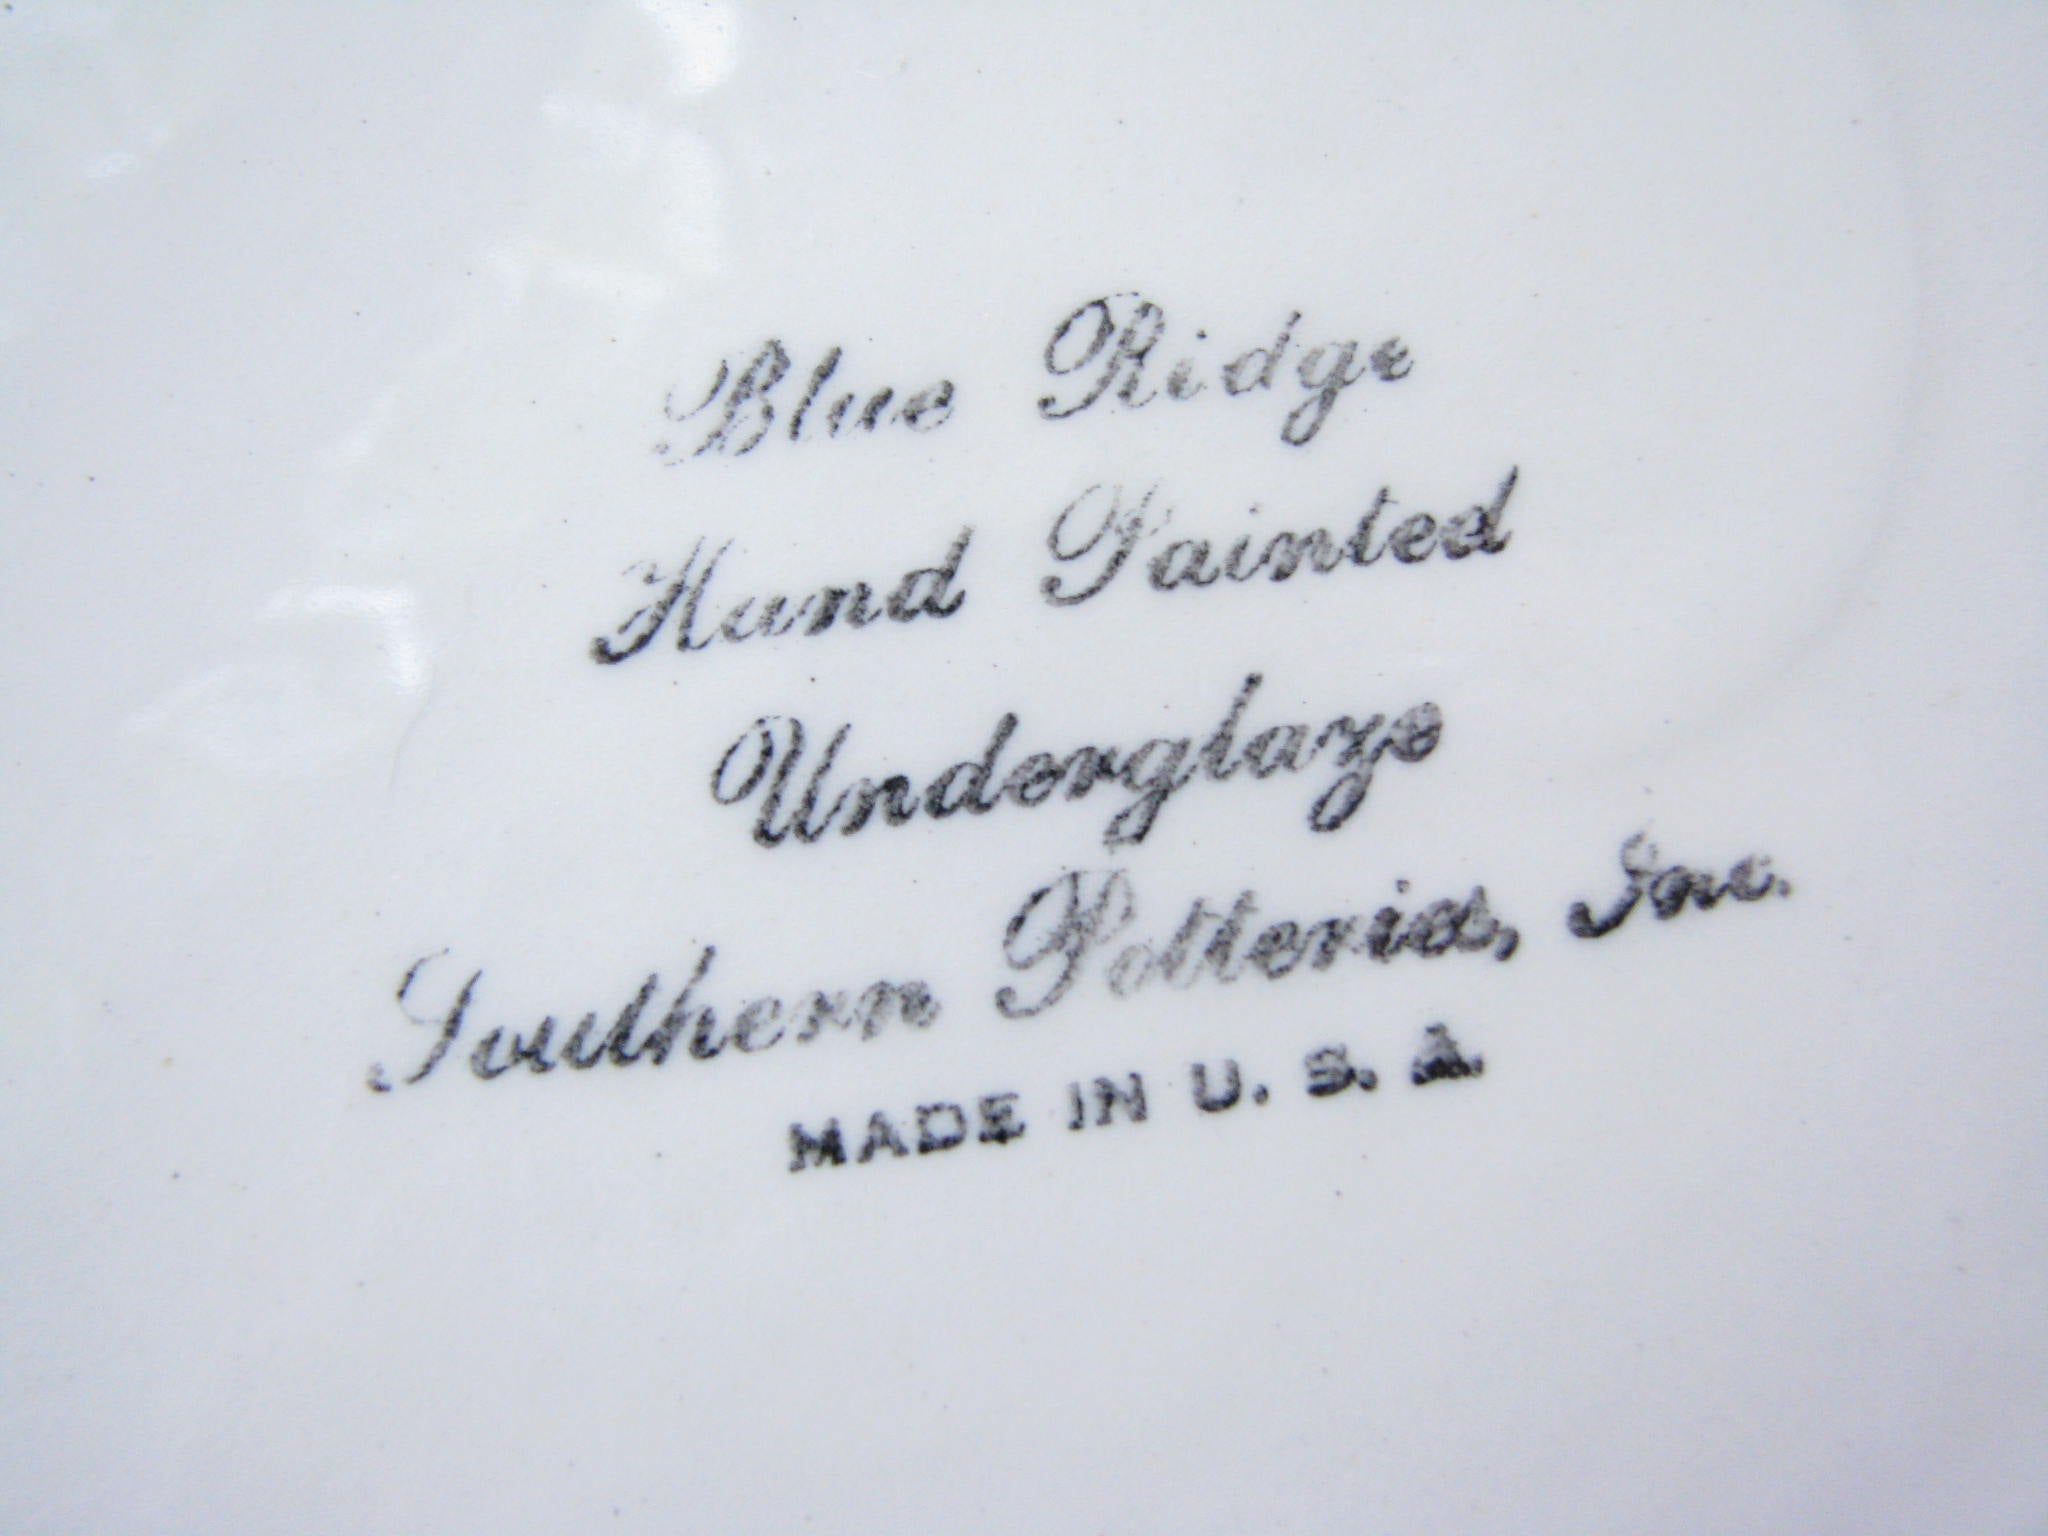 Blue Ridge
Hand Painted
Underglaze
Southern Potteries, Inc.
MADE IN U. S. A.